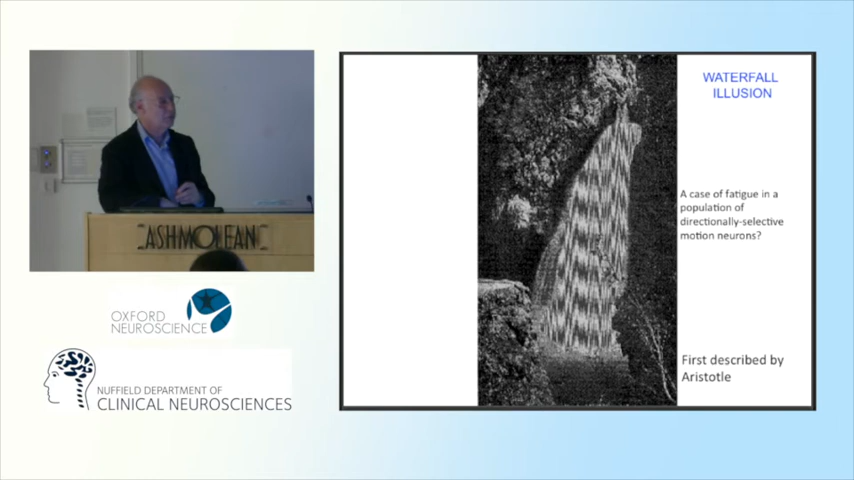 WATERFALL
ILLUSION
A case of fatigue in a
population of
directionally-selective
motion neurons?
First described by
Aristotle
ASHMOLEAN
OXFORD
NEUROSCIENCE
NUFFIELD DEPARTMENT OF
CLINICAL NEUROSCIENCES